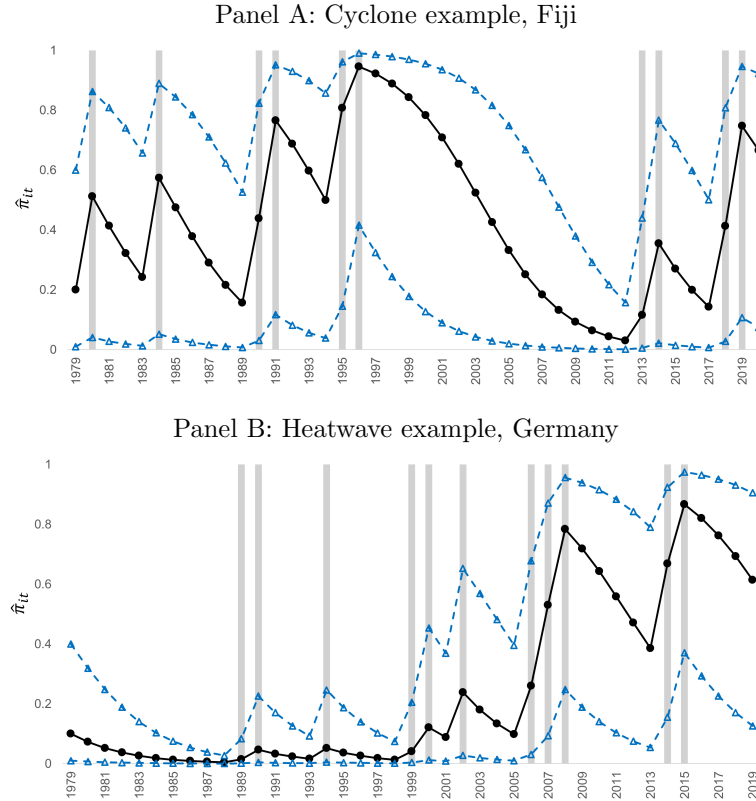 Panel A: Cyclone example, Fiji
1
0.8
0.6
0.4
0.2
0
π̂it
1979 1981 1983 1985 1987 1989 1991 1993 1995 1997 1999 2001 2003 2005 2007 2009 2011 2013 2015 2017 2019
Panel B: Heatwave example, Germany
1
0.8
0.6
0.4
0.2
0
π̂it
1979 1981 1983 1985 1987 1989 1991 1993 1995 1997 1999 2001 2003 2005 2007 2009 2011 2013 2015 2017 2019